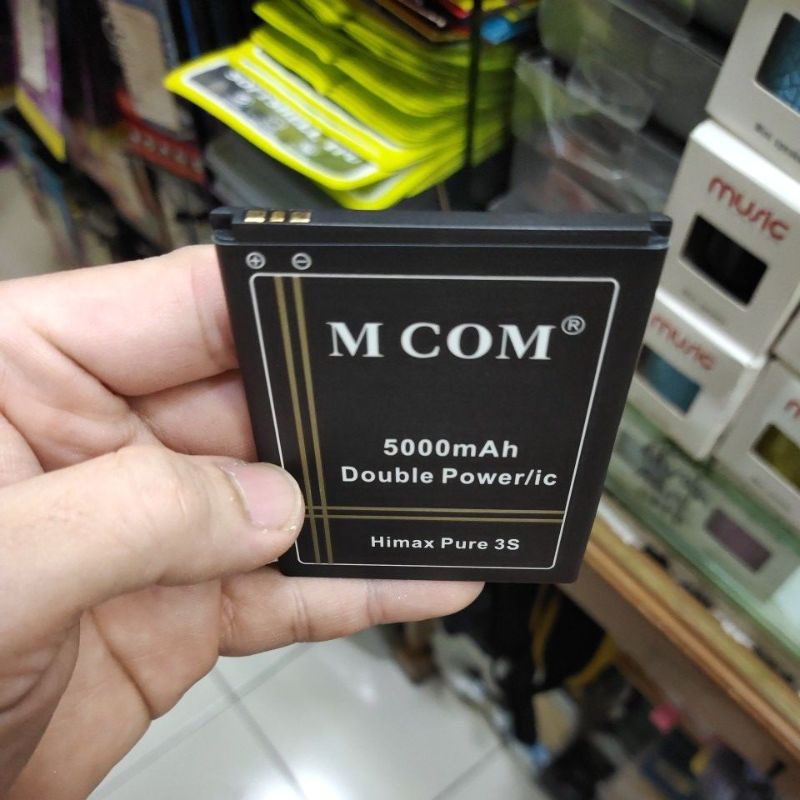 M COM®
5000mAh
Double Power/ic
Himax Pure 3S
music
music